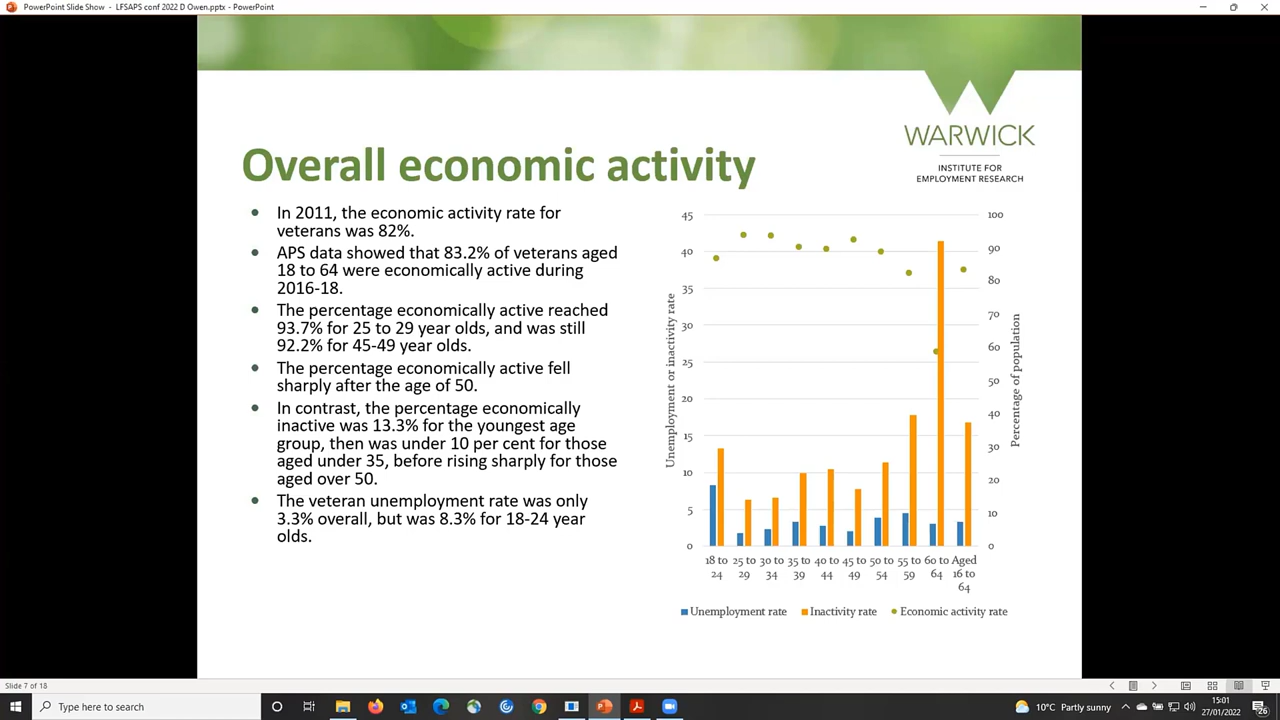 PowerPoint Slide Show - LFSAPS conf 2022 D Owen.pptx - PowerPoint
WARWICK
INSTITUTE FOR
EMPLOYMENT RESEARCH
Overall economic activity
• In 2011, the economic activity rate for
veterans was 82%.
• APS data showed that 83.2% of veterans aged
18 to 64 were economically active during
2016-18.
• The percentage economically active reached
93.7% for 25 to 29 year olds, and was still
92.2% for 45-49 year olds.
• The percentage economically active fell
sharply after the age of 50.
• In contrast, the percentage economically
inactive was 13.3% for the youngest age
group, then was under 10 per cent for those
aged under 35, before rising sharply for those
aged over 50.
• The veteran unemployment rate was only
3.3% overall, but was 8.3% for 18-24 year
olds.
Unemployment or inactivity rate
45
40
35
30
25
20
15
10
5
0
100
90
80
70
60
50
40
30
20
10
0
Percentage of population
18 to 25 to 30 to 35 to 40 to 45 to 50 to 55 to 60 to Aged
24 29 34 39 44 49 54 59 64 16 to
64
Unemployment rate Inactivity rate Economic activity rate
Slide 7 of 18
Type here to search
10°C Partly sunny
15:01
27/01/2022
26